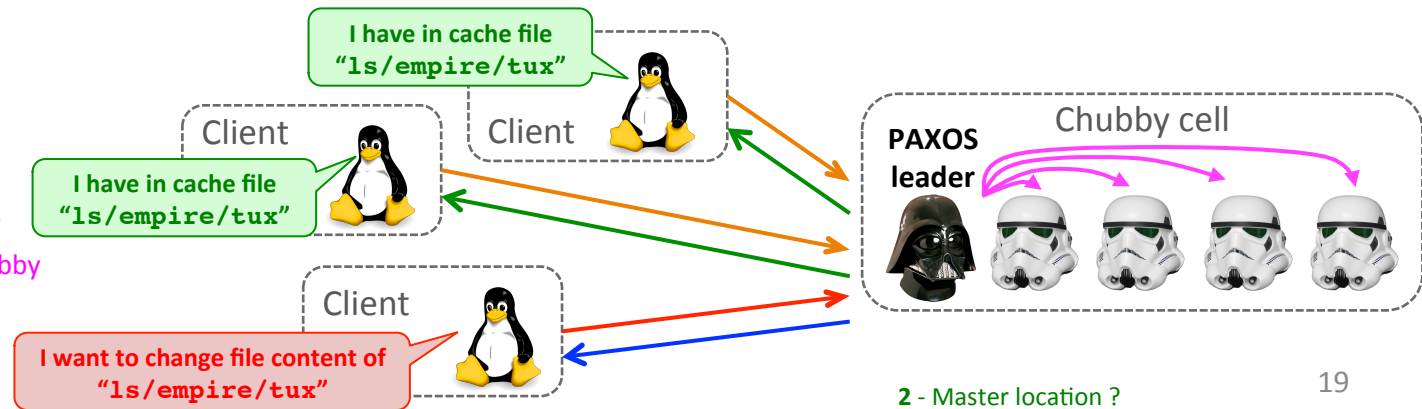 I have in cache file
“ls/empire/tux”
Client
I have in cache file
“ls/empire/tux”
Client
bby
Client
I want to change file content of
“ls/empire/tux”
Chubby cell
PAXOS
leader
2 - Master location ?
19